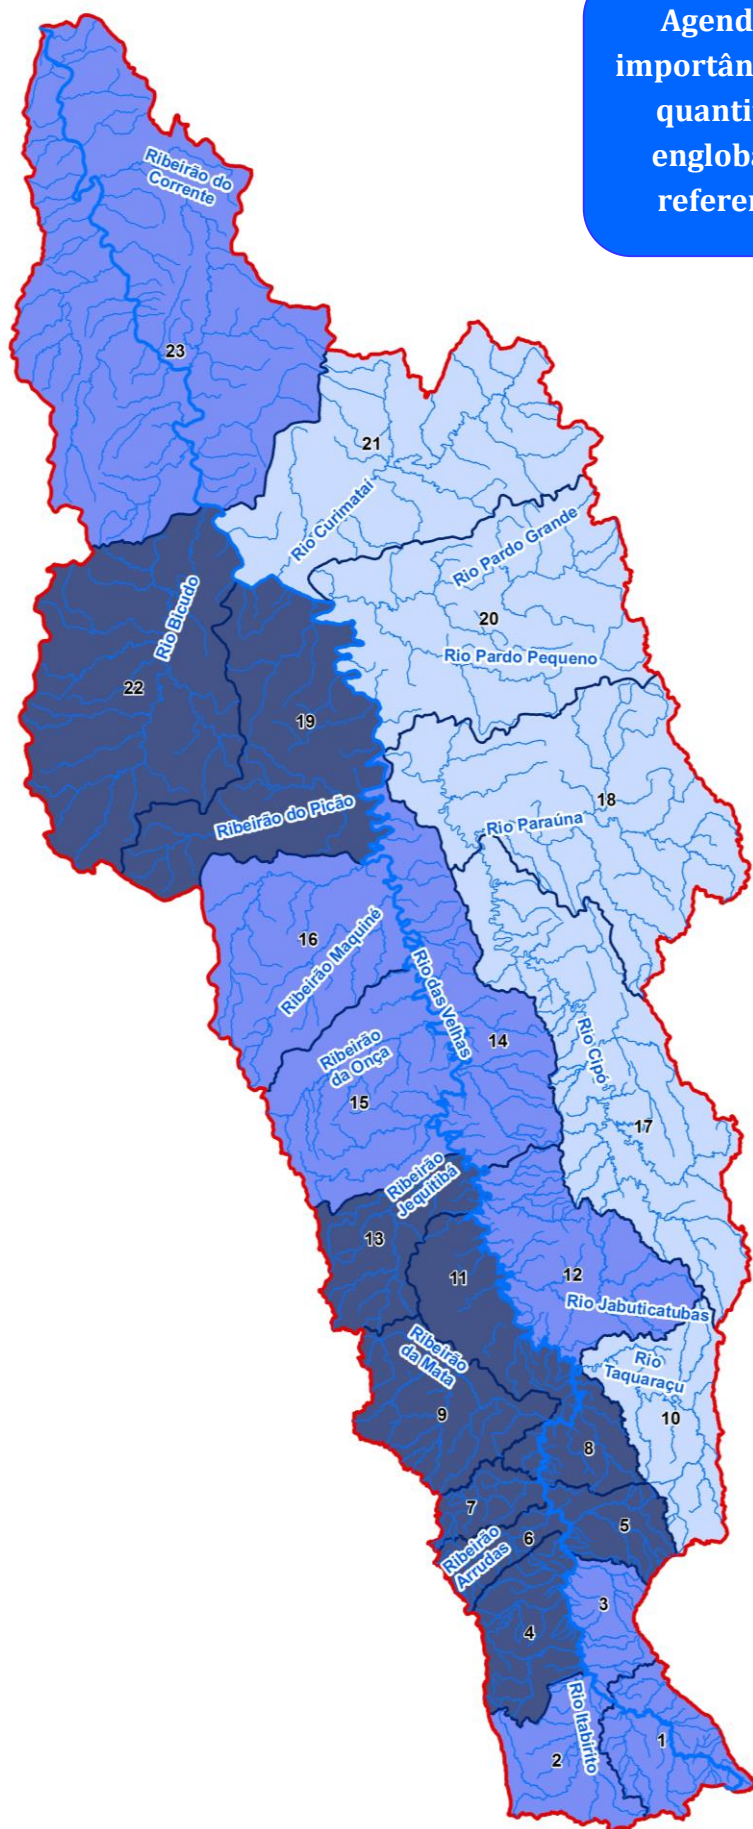 Agend
importân
quanti
engloba
referen
Ribeirão do
Corrente
23
21
Rio Curimataí
Rio Pardo Grande
20
Rio Pardo Pequeno
Rio Bicudo
22
19
18
Ribeirão do Picão
Rio Paraúna
16
Ribeirão Maquiné
Rio das Velhas
14
Ribeirão
da Onça
15
Rio Cipó
17
Ribeirão
Jequitibá
13
11
12
Rio Jabuticatubas
Ribeirão
da Mata
Rio
Taquaraçu
9
10
8
7
6
5
Ribeirão
Arrudas
3
4
Rio Itabirito
1
2